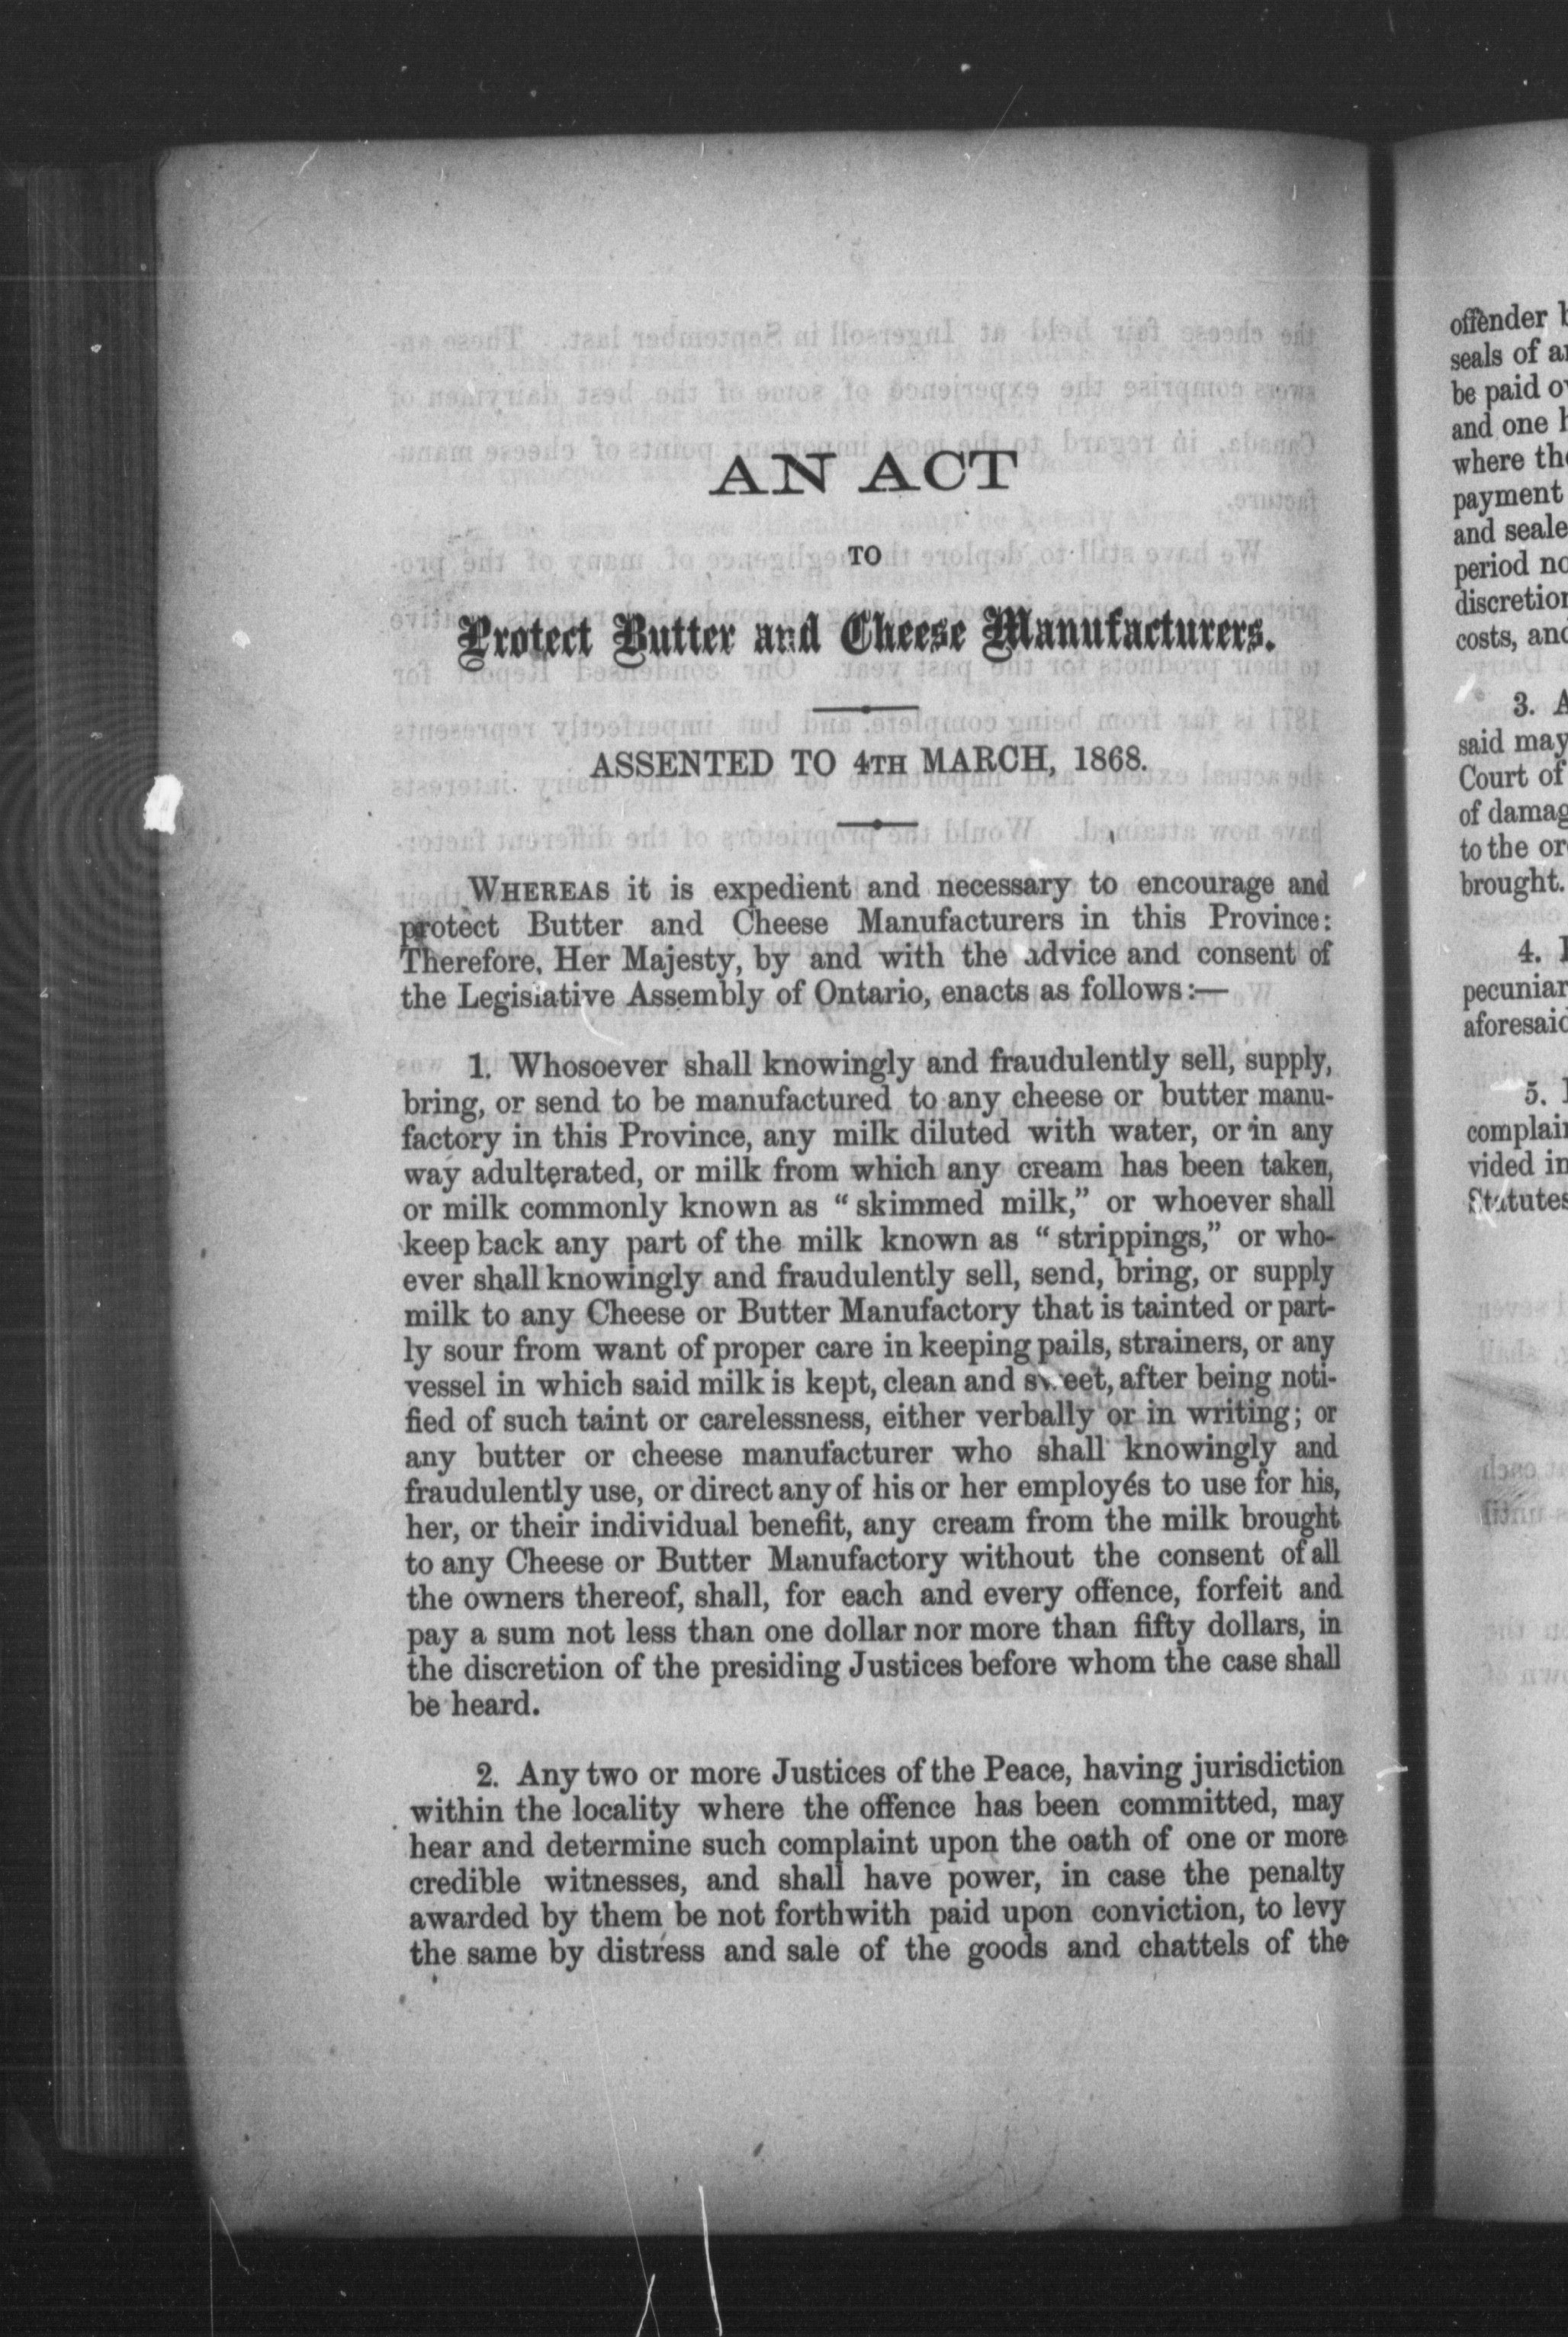 AN ACT
TO
Protect Butter and Cheese Manufacturers.
ASSENTED TO 4TH MARCH, 1868.
WHEREAS it is expedient and necessary to encourage and
protect Butter and Cheese Manufacturers in this Province:
Therefore, Her Majesty, by and with the advice and consent of
the Legislative Assembly of Ontario, enacts as follows:—
1. Whosoever shall knowingly and fraudulently sell, supply,
bring, or send to be manufactured to any cheese or butter manu-
factory in this Province, any milk diluted with water, or in any
way adulterated, or milk from which any cream has been taken,
or milk commonly known as "skimmed milk," or whoever shall
keep back any part of the milk known as "strippings," or who-
ever shall knowingly and fraudulently sell, send, bring, or supply
milk to any Cheese or Butter Manufactory that is tainted or part-
ly sour from want of proper care in keeping pails, strainers, or any
vessel in which said milk is kept, clean and sweet, after being noti-
fied of such taint or carelessness, either verbally or in writing; or
any butter or cheese manufacturer who shall knowingly and
fraudulently use, or direct any of his or her employés to use for his,
her, or their individual benefit, any cream from the milk brought
to any Cheese or Butter Manufactory without the consent of all
the owners thereof, shall, for each and every offence, forfeit and
pay a sum not less than one dollar nor more than fifty dollars, in
the discretion of the presiding Justices before whom the case shall
be heard.
2. Any two or more Justices of the Peace, having jurisdiction
within the locality where the offence has been committed, may
hear and determine such complaint upon the oath of one or more
credible witnesses, and shall have power, in case the penalty
awarded by them be not forthwith paid upon conviction, to levy
the same by distress and sale of the goods and chattels of the
offender
seals of
be paid
and one
where
payment
and
period
costs,
3.
said may
Court of
of
to the
brought.
4.
5.
Statutes